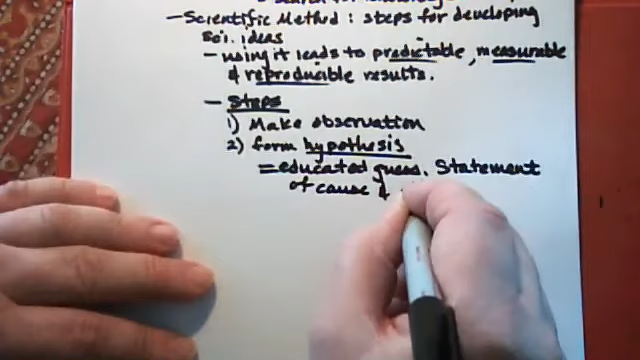 - Scientific Method : steps for developing
sci. ideas
- using it leads to predictable, measurable
& reproducible results.
- Steps
1) Make observation
2) form hypothesis
= educated guess. Statement
of cause &